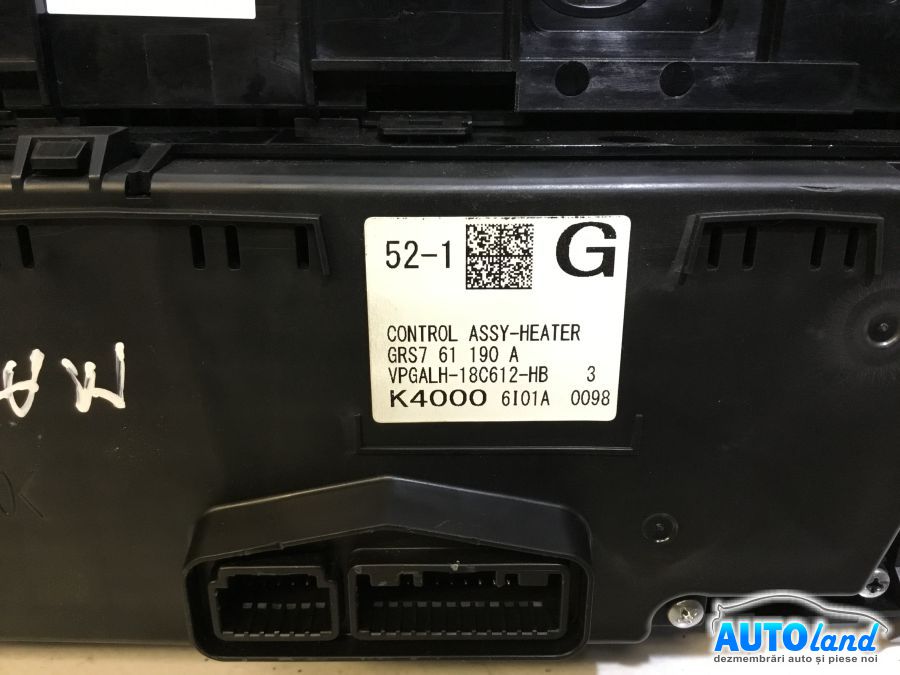 52-1 G
CONTROL ASSY-HEATER
GRS7 61 190 A
VPGALH-18C612-HB 3
K4000 6I01A 0098
AUTOland
dezmembrări auto și piese noi